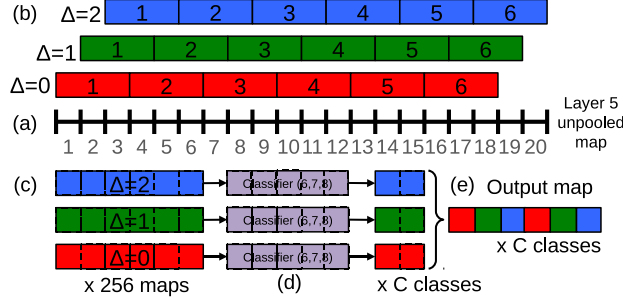 (b) Δ=2 1 2 3 4 5 6
Δ=1 1 2 3 4 5 6
Δ=0 1 2 3 4 5 6
(a)
Layer 5
unpooled
map
1 2 3 4 5 6 7 8 9 10 11 12 13 14 15 16 17 18 19 20
(c) Δ=2 Classifier (6,7,8)
Δ=1 Classifier (6,7,8)
Δ=0 Classifier (6,7,8)
x 256 maps
(d)
x C classes
(e) Output map
x C classes